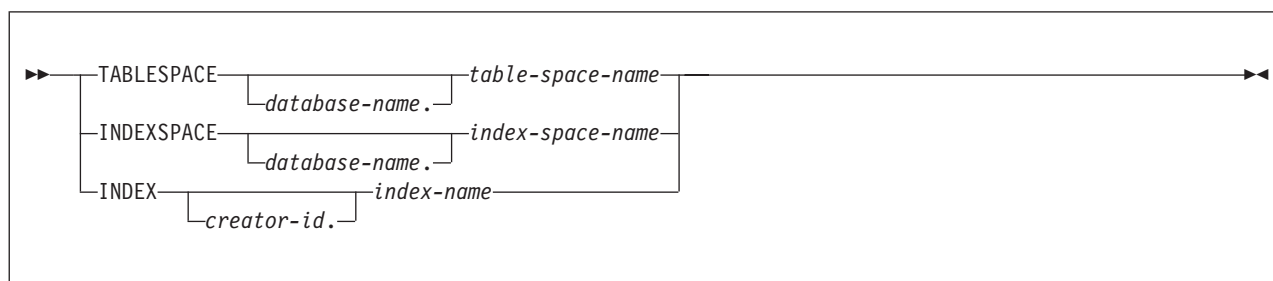 TABLESPACE table-space-name
database-name.
INDEXSPACE index-space-name
database-name.
INDEX index-name
creator-id.